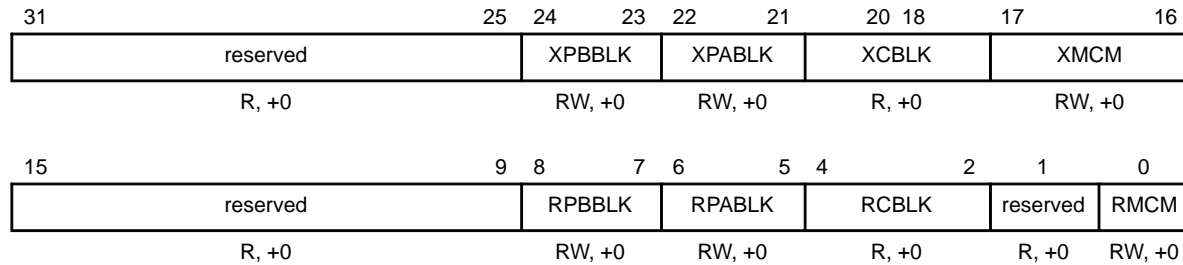 31 25 24 23 22 21 20 18 17 16
reserved XPBBLK XPABLK XCBLK XMCM
R, +0 RW, +0 RW, +0 R, +0 RW, +0
15 9 8 7 6 5 4 2 1 0
reserved RPBBLK RPABLK RCBLK reserved RMCM
R, +0 RW, +0 RW, +0 R, +0 R, +0 RW, +0